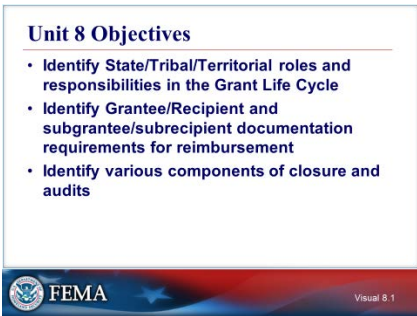 Unit 8 Objectives
• Identify State/Tribal/Territorial roles and
responsibilities in the Grant Life Cycle
• Identify Grantee/Recipient and
subgrantee/subrecipient documentation
requirements for reimbursement
• Identify various components of closure and
audits
FEMA
Visual 8.1